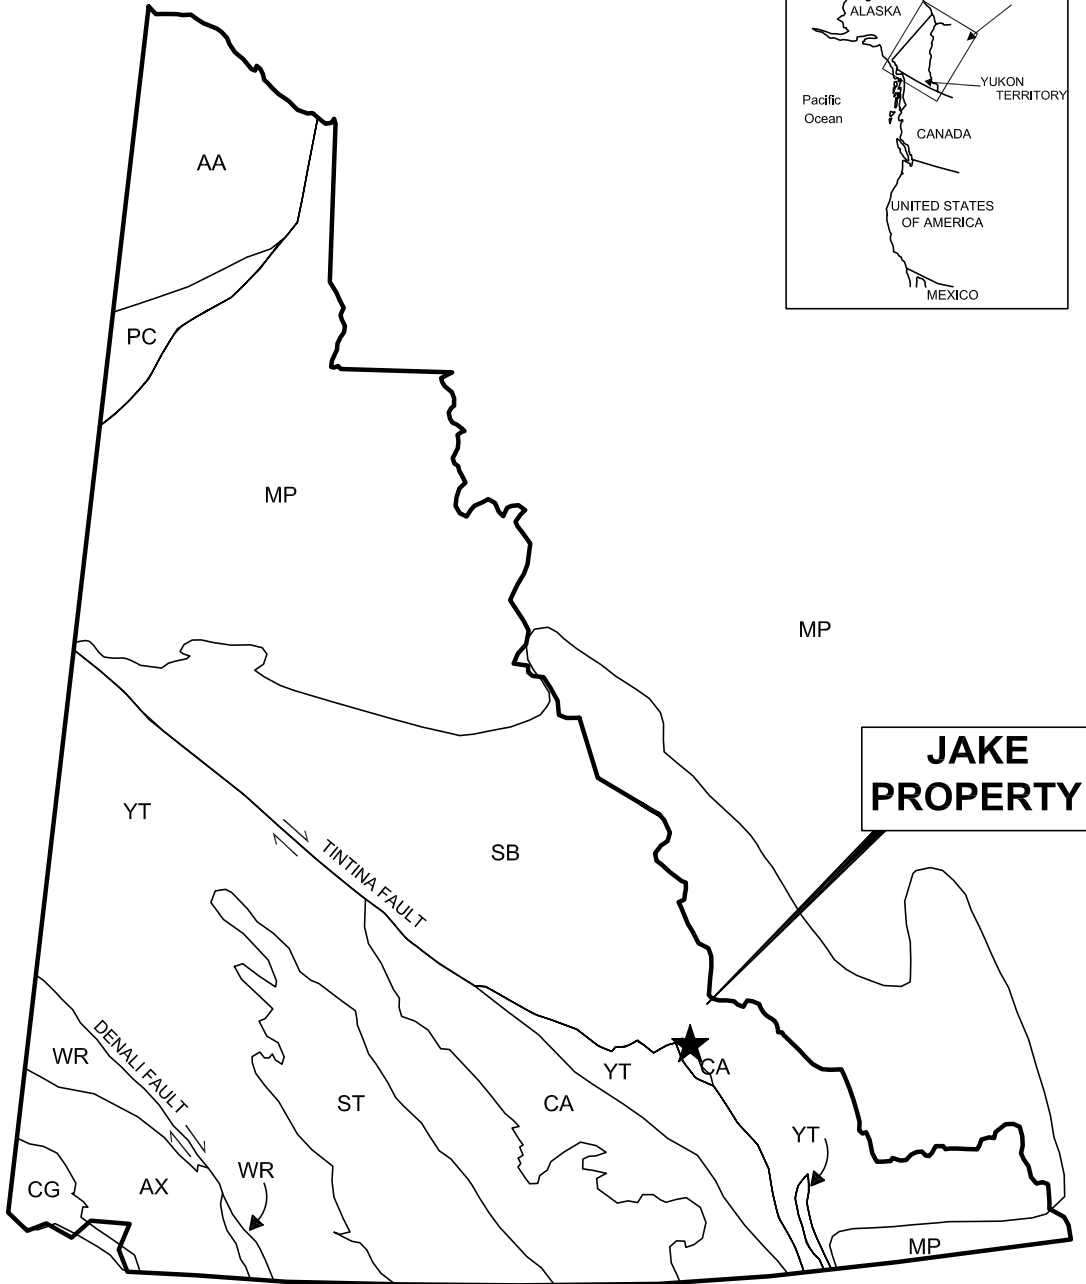 ALASKA
YUKON
TERRITORY
Pacific
Ocean
CANADA
UNITED STATES
OF AMERICA
MEXICO
AA
PC
MP
MP
JAKE
PROPERTY
YT
SB
TINTINA FAULT
DENALI FAULT
WR
YT
CA
ST
CA
YT
WR
CG
AX
MP